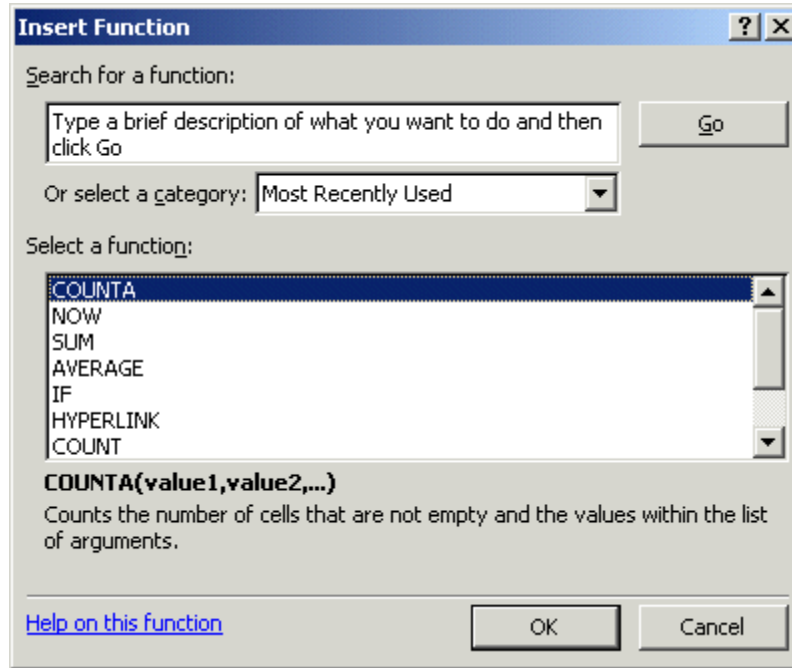 Insert Function
Search for a function:
Type a brief description of what you want to do and then
click Go
Go
Or select a category: Most Recently Used
Select a function:
COUNTA
NOW
SUM
AVERAGE
IF
HYPERLINK
COUNT
COUNTA(value1,value2,...)
Counts the number of cells that are not empty and the values within the list
of arguments.
Help on this function OK Cancel